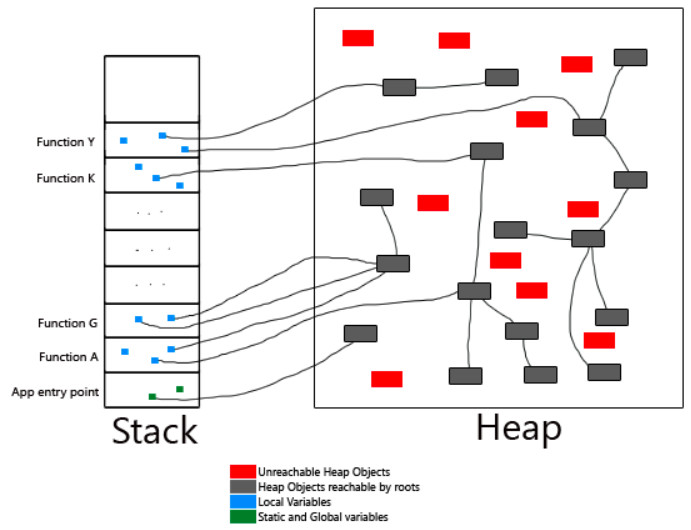 Function Y
Function K
. . .
. . .
. . .
Function G
Function A
App entry point
Stack
Heap
Unreachable Heap Objects
Heap Objects reachable by roots
Local Variables
Static and Global variables